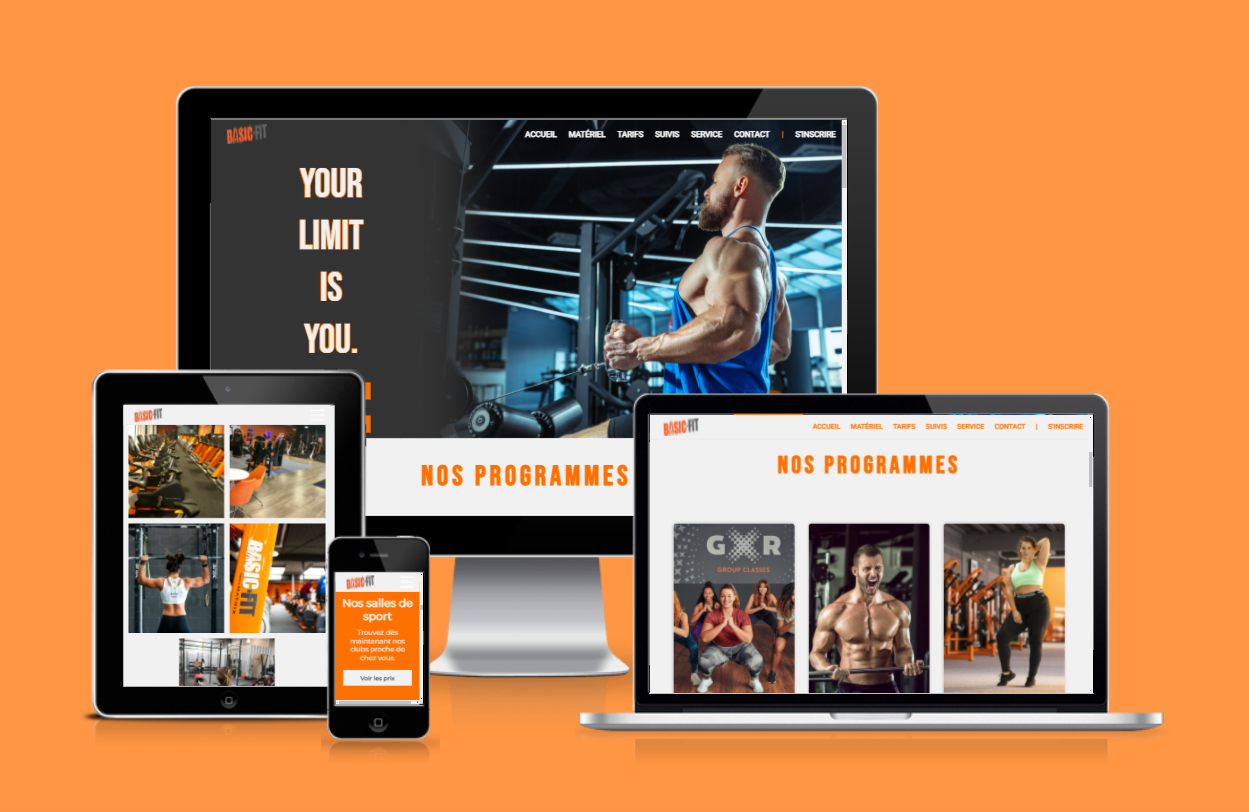 BASIC-FIT
ACCUEIL MATÉRIEL TARIFS SUIVIS SERVICE CONTACT | S'INSCRIRE
YOUR
LIMIT
IS
YOU.
NOS PROGRAMMES
BASIC-FIT
BASIC-FIT
BASIC-FIT
Nos salles de
sport
Trouvez dès
maintenant nos
clubs proche de
chez vous.
Voir les prix
BASIC-FIT
ACCUEIL MATÉRIEL TARIFS SUIVIS SERVICE CONTACT | S'INSCRIRE
NOS PROGRAMMES
GXR
GROUP CLASSES